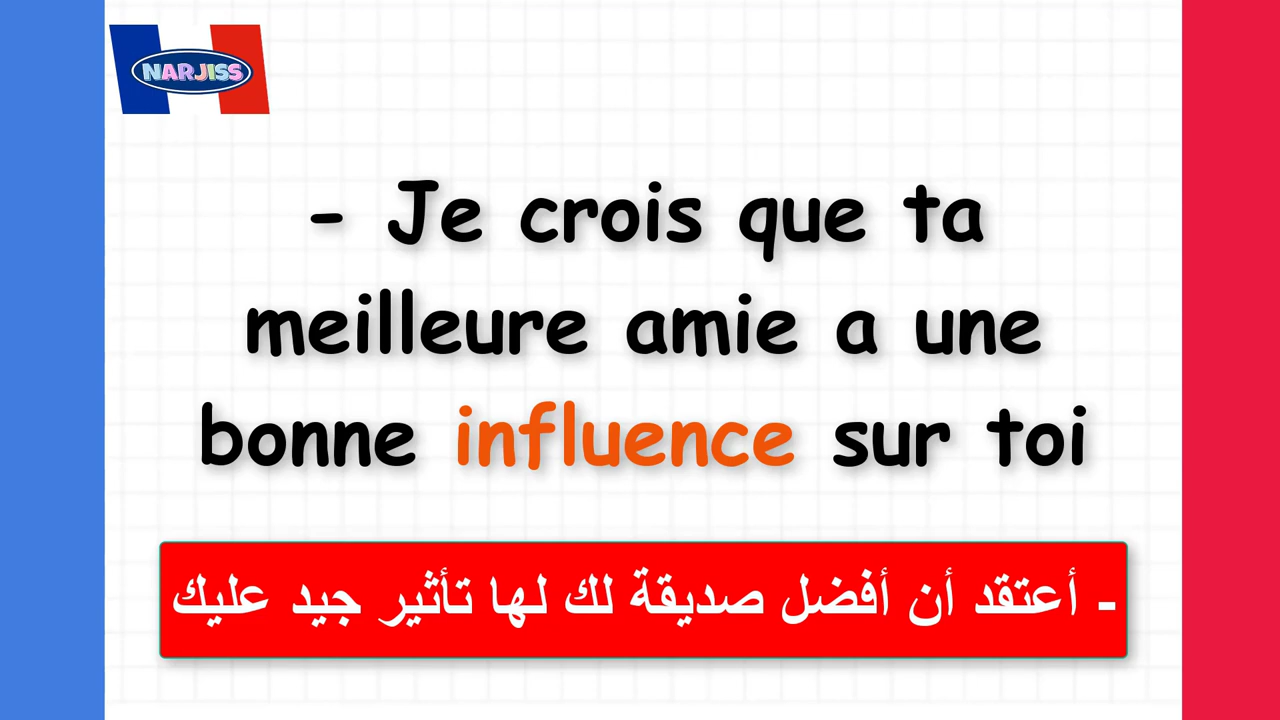 NARJISS
- Je crois que ta
meilleure amie a une
bonne influence sur toi
- أعتقد أن أفضل صديقة لك لها تأثير جيد عليك